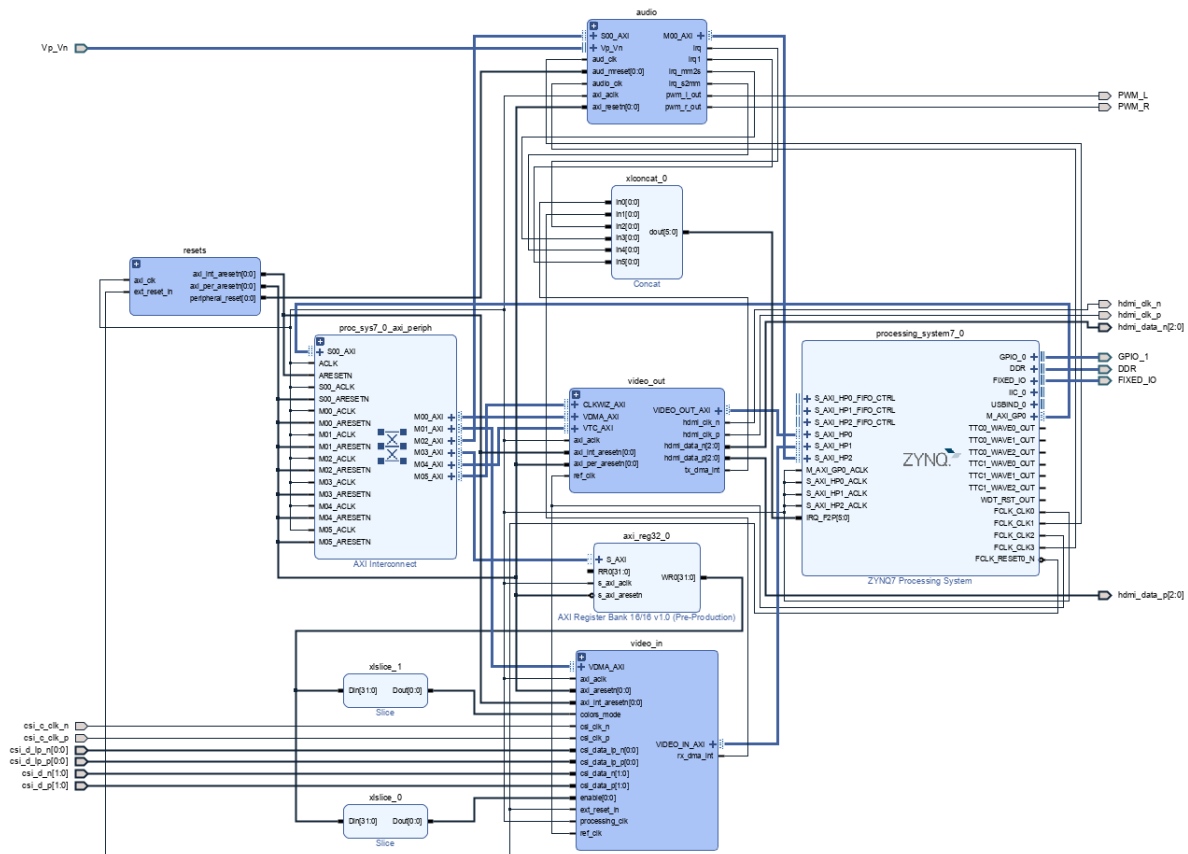 audio
S00_AXI
Vp_Vn
aud_clk
aud_mreset[0:0]
audio_clk
axi_aclk
axi_resetn[0:0]
M00_AXI
irq
irq1
irq_mm2s
irq_s2mm
pwm_l_out
pwm_r_out
Vp_Vn
PWM_L
PWM_R
xlconcat_0
In0[0:0]
In1[0:0]
In2[0:0]
In3[0:0]
In4[0:0]
In5[0:0]
dout[5:0]
Concat
resets
axi_clk
ext_reset_in
axi_int_aresetn[0:0]
axi_per_aresetn[0:0]
peripheral_reset[0:0]
hdmi_clk_n
hdmi_clk_p
hdmi_data_n[2:0]
proc_sys7_0_axi_periph
S00_AXI
ACLK
ARESETN
S00_ACLK
S00_ARESETN
M00_ACLK
M00_ARESETN
M01_ACLK
M01_ARESETN
M02_ACLK
M02_ARESETN
M03_ACLK
M03_ARESETN
M04_ACLK
M04_ARESETN
M05_ACLK
M05_ARESETN
M00_AXI
M01_AXI
M02_AXI
M03_AXI
M04_AXI
M05_AXI
AXI Interconnect
video_out
CLKWIZ_AXI
VDMA_AXI
VTC_AXI
axi_aclk
axi_int_aresetn[0:0]
axi_per_aresetn[0:0]
ref_clk
VIDEO_OUT_AXI
hdmi_clk_n
hdmi_clk_p
hdmi_data_n[2:0]
hdmi_data_p[2:0]
tx_dma_int
processing_system7_0
S_AXI_HP0_FIFO_CTRL
S_AXI_HP1_FIFO_CTRL
S_AXI_HP2_FIFO_CTRL
S_AXI_HP0
S_AXI_HP1
S_AXI_HP2
M_AXI_GP0_ACLK
S_AXI_HP0_ACLK
S_AXI_HP1_ACLK
S_AXI_HP2_ACLK
IRQ_F2P[5:0]
ZYNQ
GPIO_0
DDR
FIXED_IO
IIC_0
USBIND_0
M_AXI_GP0
TTC0_WAVE0_OUT
TTC0_WAVE1_OUT
TTC0_WAVE2_OUT
TTC1_WAVE0_OUT
TTC1_WAVE1_OUT
TTC1_WAVE2_OUT
WDT_RST_OUT
FCLK_CLK0
FCLK_CLK1
FCLK_CLK2
FCLK_CLK3
FCLK_RESET0_N
ZYNQ7 Processing System
GPIO_1
DDR
FIXED_IO
axi_reg32_0
S_AXI
RR0[31:0]
s_axi_aclk
s_axi_aresetn
WR0[31:0]
AXI Register Bank 16/16 v1.0 (Pre-Production)
hdmi_data_p[2:0]
xlslice_1
Din[31:0]
Dout[0:0]
Slice
video_in
VDMA_AXI
axi_aclk
axi_aresetn[0:0]
axi_int_aresetn[0:0]
colors_mode
csi_clk_n
csi_clk_p
csi_data_lp_n[0:0]
csi_data_lp_p[0:0]
csi_data_n[1:0]
csi_data_p[1:0]
enable[0:0]
ext_reset_in
processing_clk
ref_clk
VIDEO_IN_AXI
rx_dma_int
csi_c_clk_n
csi_c_clk_p
csi_d_lp_n[0:0]
csi_d_lp_p[0:0]
csi_d_n[1:0]
csi_d_p[1:0]
xlslice_0
Din[31:0]
Dout[0:0]
Slice